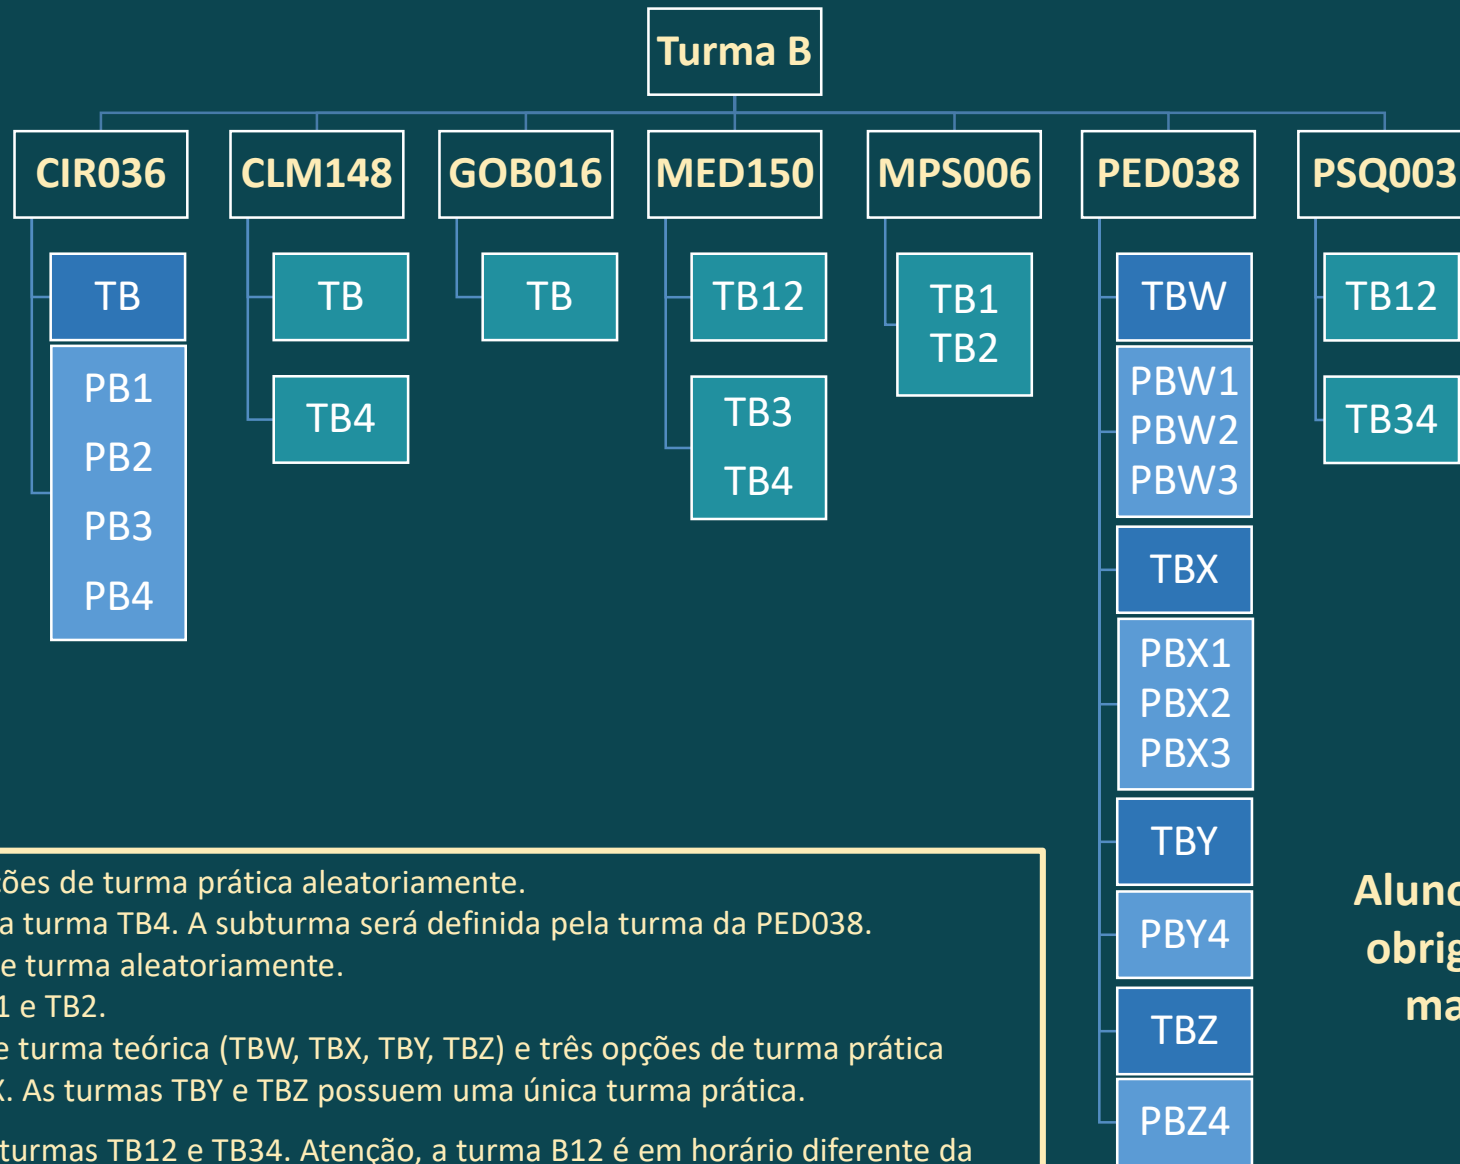 Turma B
CIR036
CLM148
GOB016
MED150
MPS006
PED038
PSQ003
TB
PB1
PB2
PB3
PB4
TB
TB4
TB
TB12
TB3
TB4
TB1
TB2
TBW
PBW1
PBW2
PBW3
TBX
PBX1
PBX2
PBX3
TBY
PBY4
TBZ
PBZ4
TB12
TB34
ções de turma prática aleatoriamente.
a turma TB4. A subturma será definida pela turma da PED038.
e turma aleatoriamente.
1 e TB2.
e turma teórica (TBW, TBX, TBY, TBZ) e três opções de turma prática
X. As turmas TBY e TBZ possuem uma única turma prática.
turmas TB12 e TB34. Atenção, a turma B12 é em horário diferente da
Aluno
obrig
ma